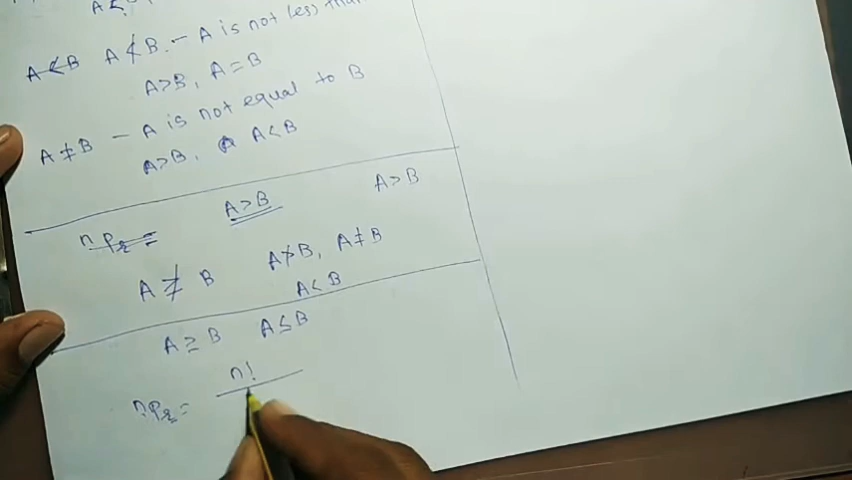 A≤
A<B A≮B. - A is not less than
A>B, A=B
A≠B - A is not equal to B
A>B, A<B
nPr = A>B A>B
A≱B A≯B, A≠B
A<B
A≥B A≤B
nPr = n!